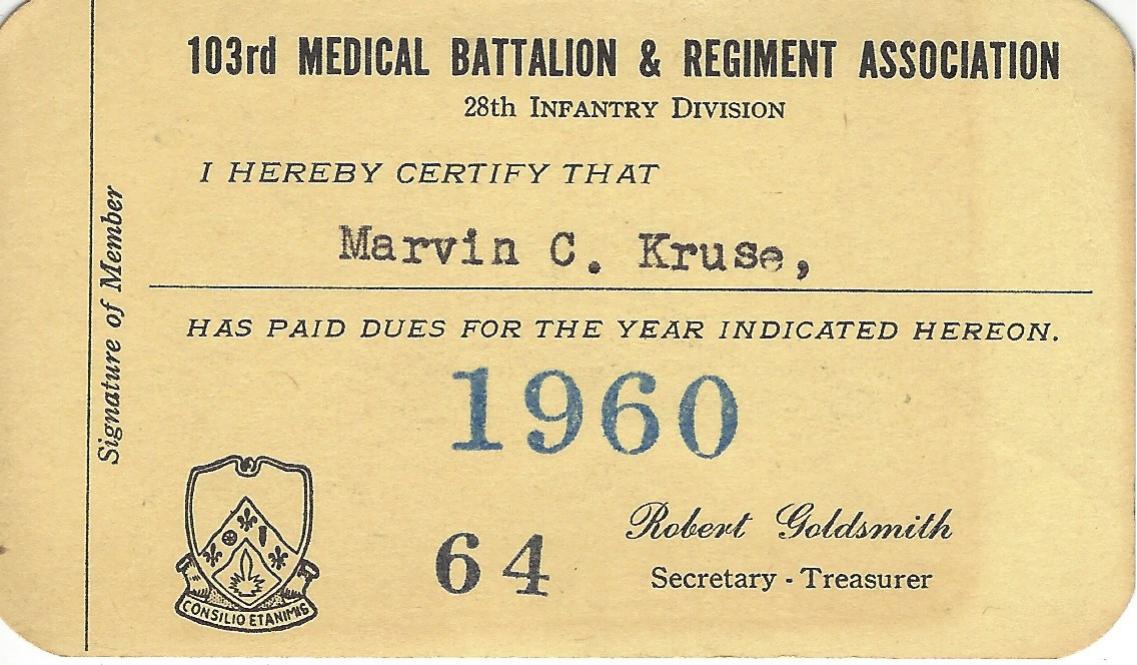 103rd MEDICAL BATTALION & REGIMENT ASSOCIATION
28th INFANTRY DIVISION
I HEREBY CERTIFY THAT
Marvin C. Kruse,
HAS PAID DUES FOR THE YEAR INDICATED HEREON.
1960
64
Robert Goldsmith
Secretary - Treasurer
CONSILIO ET ANIMIS
Signature of Member